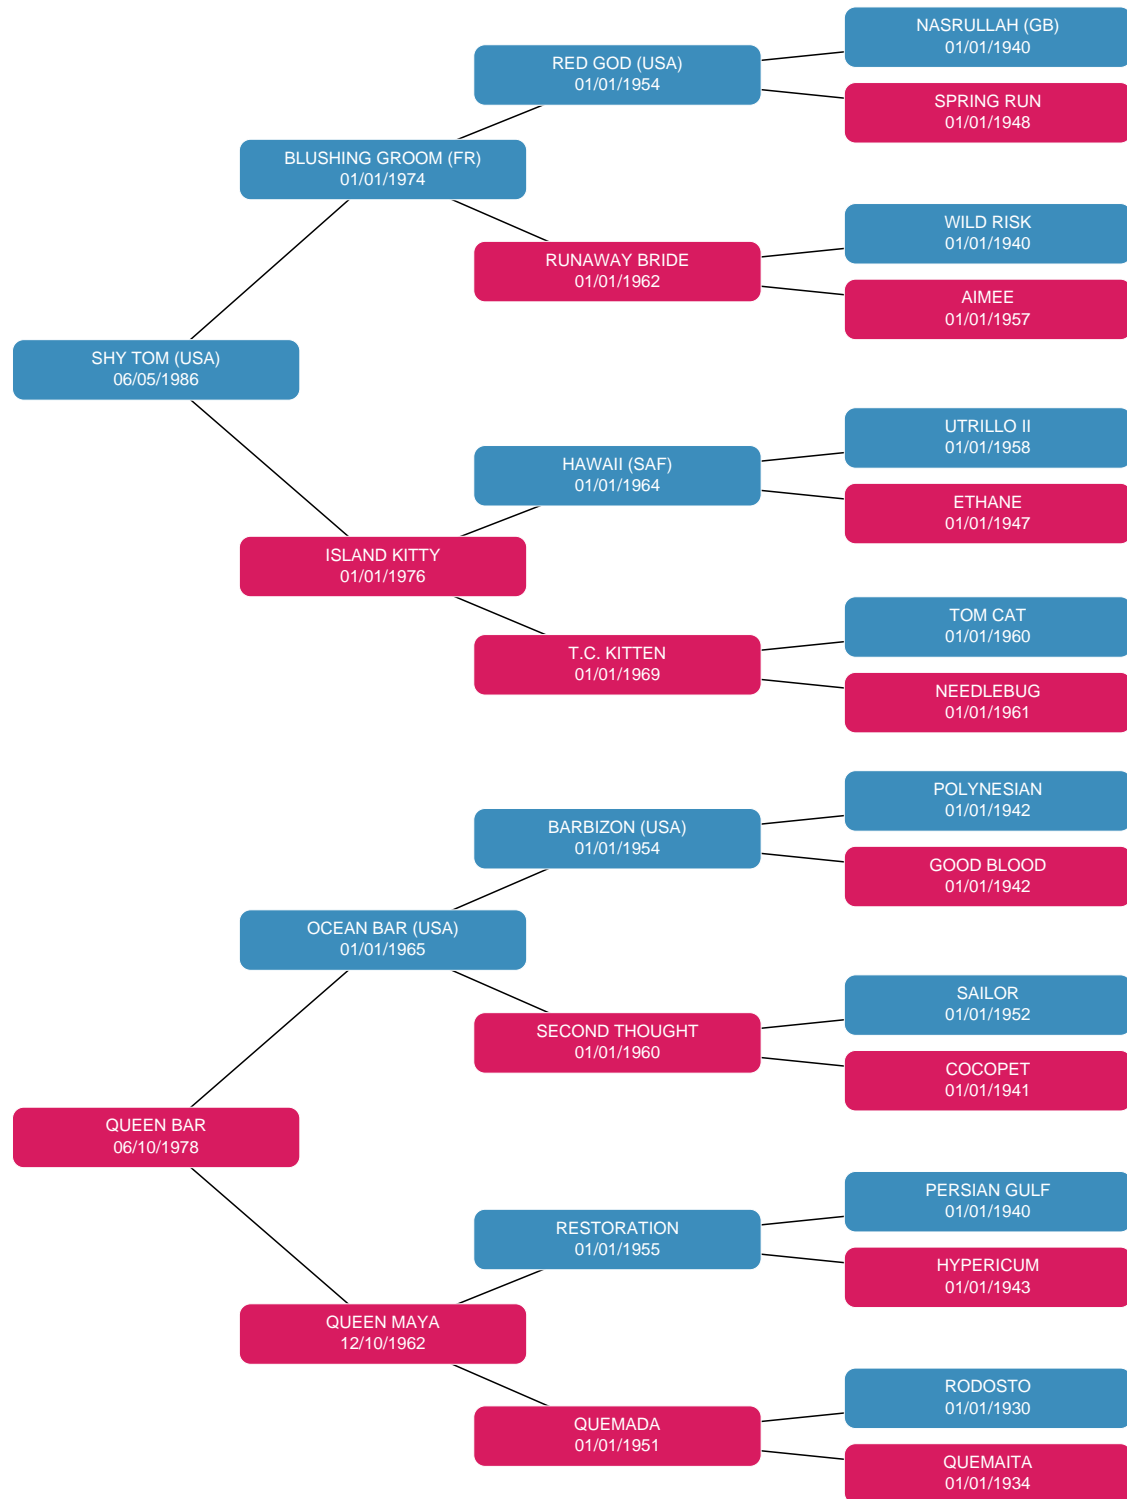 NASRULLAH (GB)
01/01/1940
RED GOD (USA)
01/01/1954
SPRING RUN
01/01/1948
BLUSHING GROOM (FR)
01/01/1974
WILD RISK
01/01/1940
RUNAWAY BRIDE
01/01/1962
AIMEE
01/01/1957
SHY TOM (USA)
06/05/1986
UTRILLO II
01/01/1958
HAWAII (SAF)
01/01/1964
ETHANE
01/01/1947
ISLAND KITTY
01/01/1976
TOM CAT
01/01/1960
T.C. KITTEN
01/01/1969
NEEDLEBUG
01/01/1961
POLYNESIAN
01/01/1942
BARBIZON (USA)
01/01/1954
GOOD BLOOD
01/01/1942
OCEAN BAR (USA)
01/01/1965
SAILOR
01/01/1952
SECOND THOUGHT
01/01/1960
COCOPET
01/01/1941
QUEEN BAR
06/10/1978
PERSIAN GULF
01/01/1940
RESTORATION
01/01/1955
HYPERICUM
01/01/1943
QUEEN MAYA
12/10/1962
RODOSTO
01/01/1930
QUEMADA
01/01/1951
QUEMAITA
01/01/1934